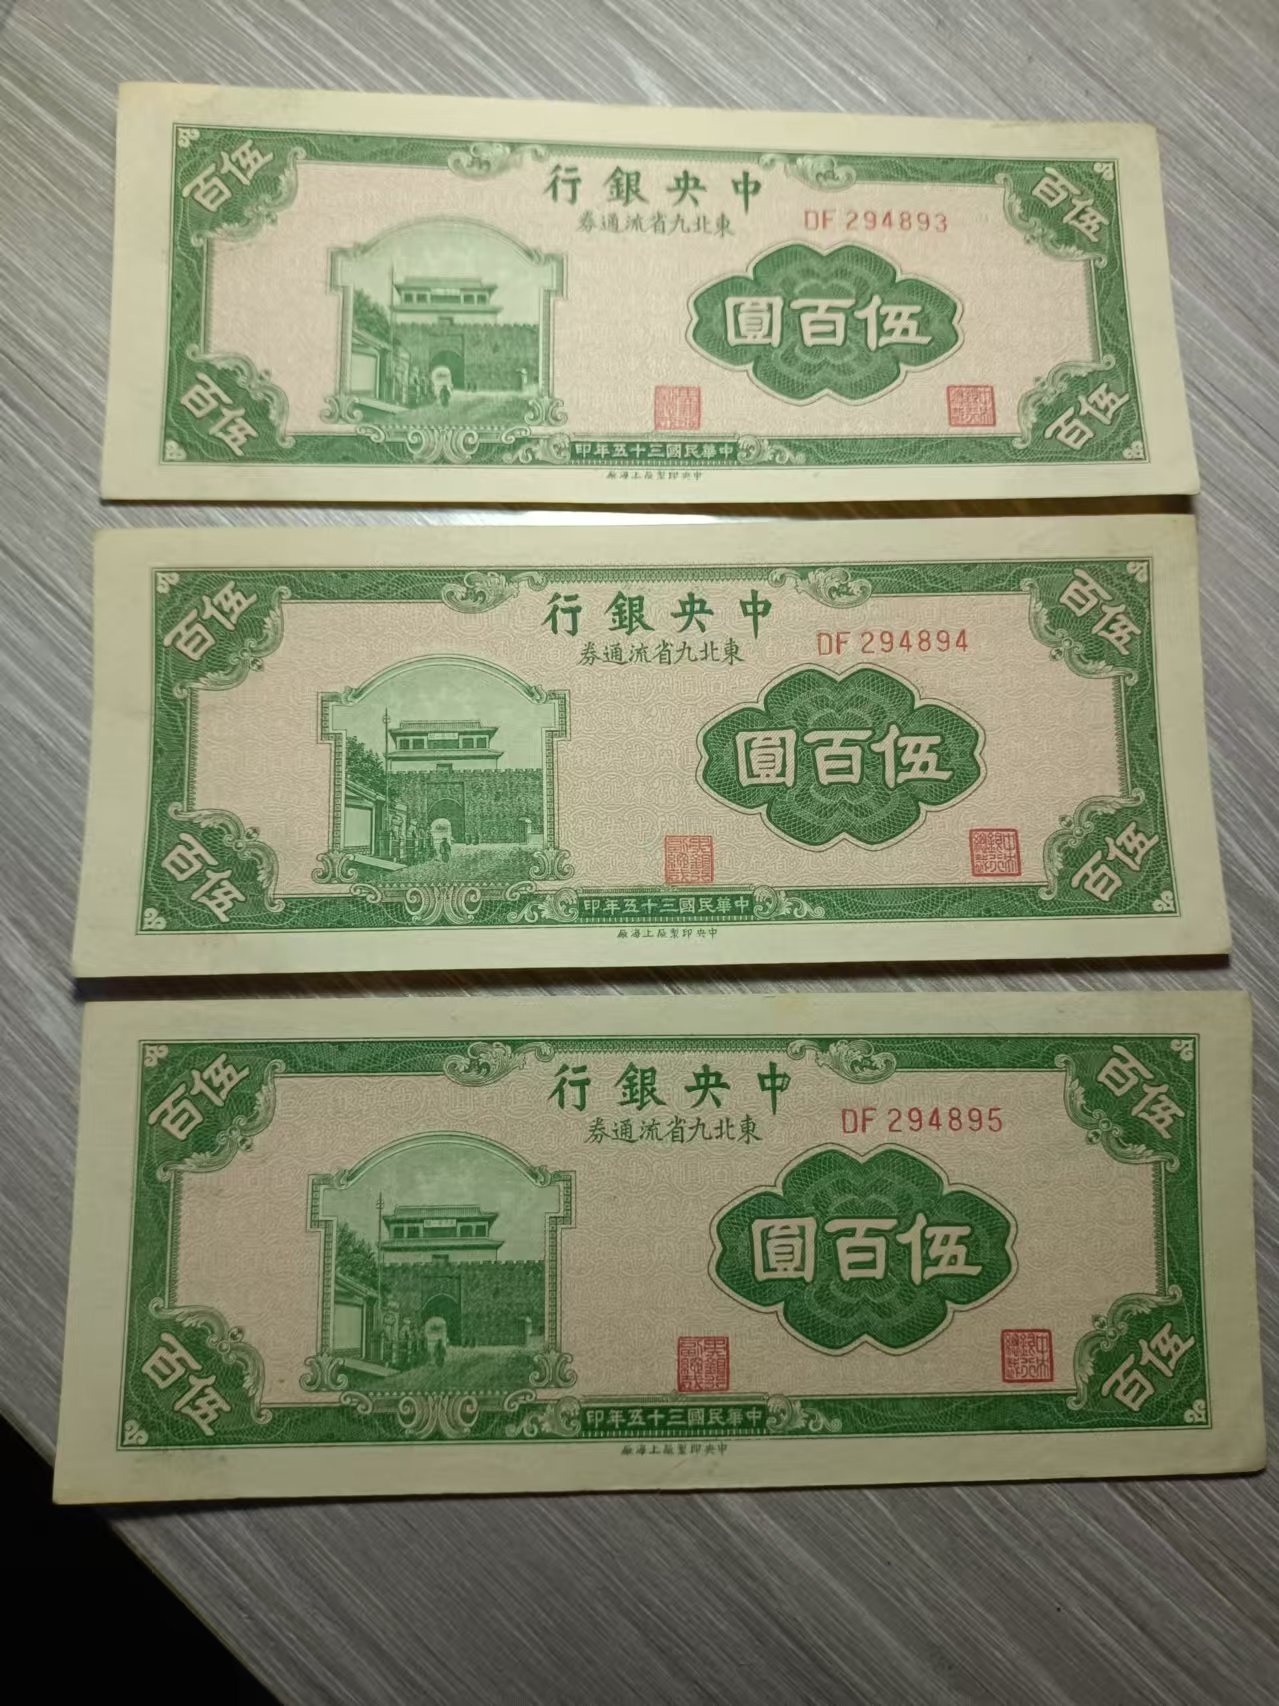 伍百
伍百
中央銀行
東北九省流通券
DF 294893
伍百圓
伍百
伍百
中華民國三十五年印
中央印製廠上海廠
伍百
伍百
中央銀行
東北九省流通券
DF 294894
伍百圓
伍百
伍百
中華民國三十五年印
中央印製廠上海廠
伍百
伍百
中央銀行
東北九省流通券
DF 294895
伍百圓
伍百
伍百
中華民國三十五年印
中央印製廠上海廠